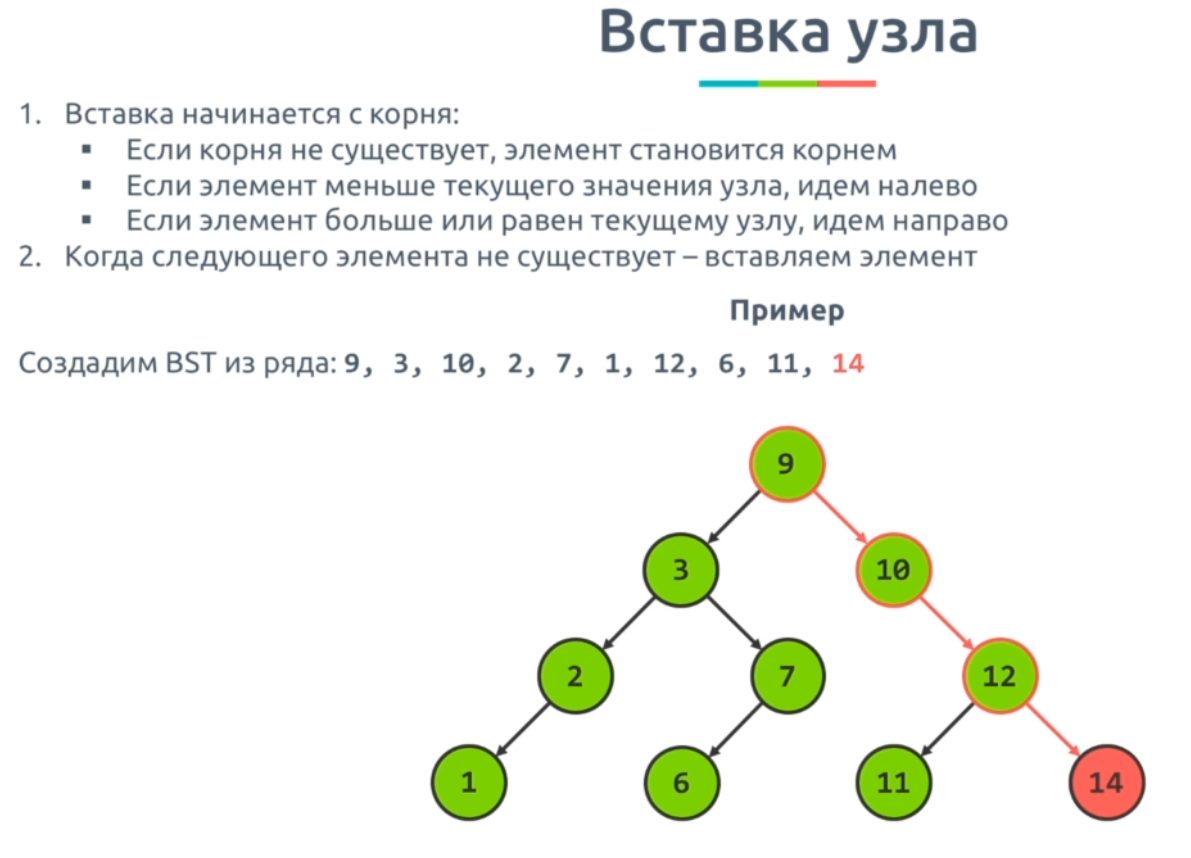 Вставка узла
1. Вставка начинается с корня:
▪ Если корня не существует, элемент становится корнем
▪ Если элемент меньше текущего значения узла, идем налево
▪ Если элемент больше или равен текущему узлу, идем направо
2. Когда следующего элемента не существует – вставляем элемент
Пример
Создадим BST из ряда: 9, 3, 10, 2, 7, 1, 12, 6, 11, 14
9
3 10
2 7 12
1 6 11 14